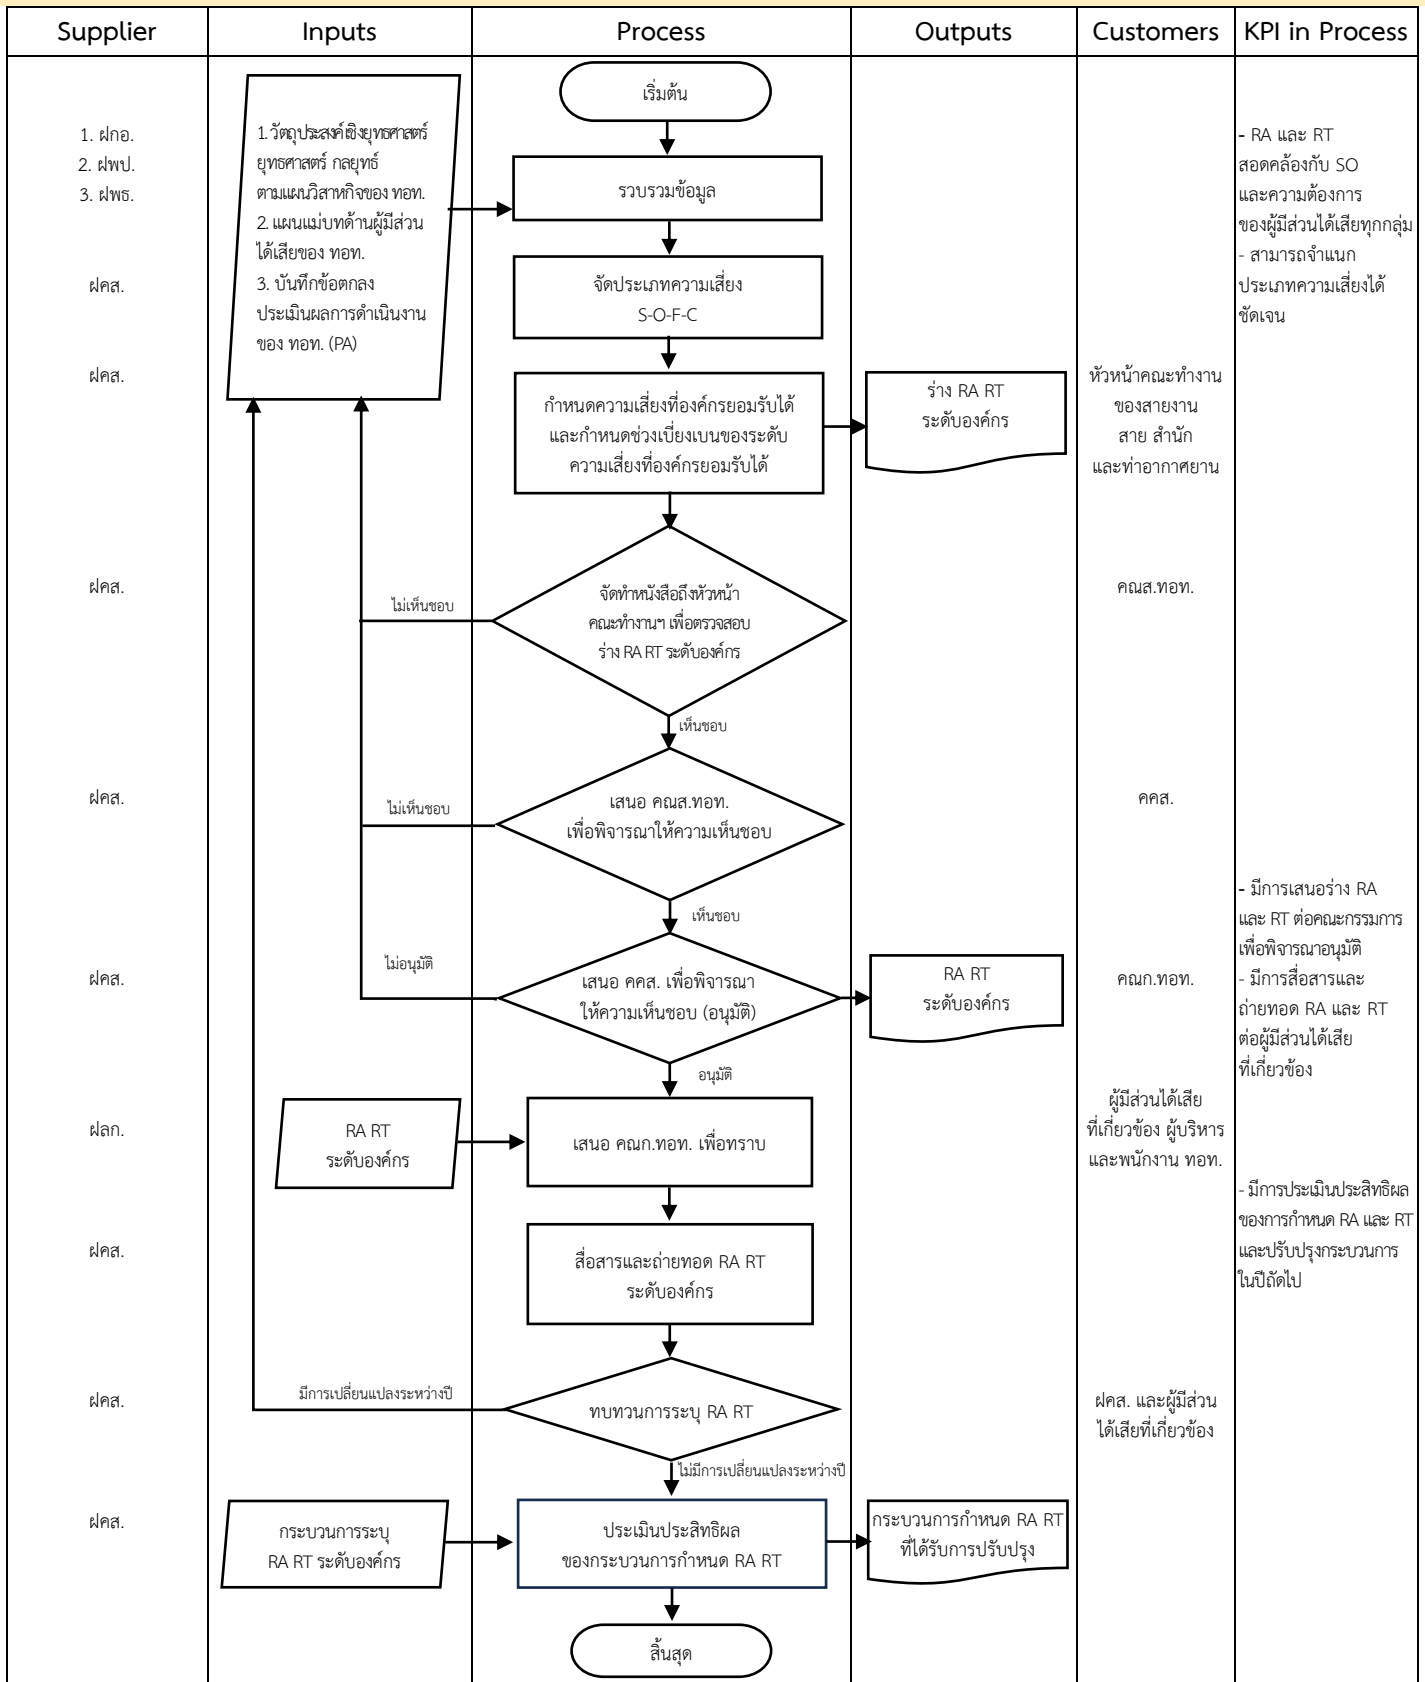 Supplier
Inputs
Process
Outputs
Customers
KPI in Process
เริ่มต้น
1. ฝกอ.
2. ฝพป.
3. ฝพธ.
1. วัตถุประสงค์เชิงยุทธศาสตร์
ยุทธศาสตร์ กลยุทธ์
ตามแผนวิสาหกิจของ ทอท.
2. แผนแม่บทด้านผู้มีส่วน
ได้เสียของ ทอท.
3. บันทึกข้อตกลง
ประเมินผลการดำเนินงาน
ของ ทอท. (PA)
รวบรวมข้อมูล
- RA และ RT
สอดคล้องกับ SO
และความต้องการ
ของผู้มีส่วนได้เสียทุกกลุ่ม
- สามารถจำแนก
ประเภทความเสี่ยงได้
ชัดเจน
ฝคส.
จัดประเภทความเสี่ยง
S-O-F-C
ฝคส.
กำหนดความเสี่ยงที่องค์กรยอมรับได้
และกำหนดช่วงเบี่ยงเบนของระดับ
ความเสี่ยงที่องค์กรยอมรับได้
ร่าง RA RT
ระดับองค์กร
หัวหน้าคณะทำงาน
ของสายงาน
สาย สำนัก
และท่าอากาศยาน
ฝคส.
ไม่เห็นชอบ
จัดทำหนังสือถึงหัวหน้า
คณะทำงานฯ เพื่อตรวจสอบ
ร่าง RA RT ระดับองค์กร
คณส.ทอท.
เห็นชอบ
ฝคส.
ไม่เห็นชอบ
เสนอ คณส.ทอท.
เพื่อพิจารณาให้ความเห็นชอบ
คคส.
เห็นชอบ
ฝคส.
ไม่อนุมัติ
เสนอ คคส. เพื่อพิจารณา
ให้ความเห็นชอบ (อนุมัติ)
RA RT
ระดับองค์กร
คณก.ทอท.
- มีการเสนอร่าง RA
และ RT ต่อคณะกรรมการ
เพื่อพิจารณาอนุมัติ
- มีการสื่อสารและ
ถ่ายทอด RA และ RT
ต่อผู้มีส่วนได้เสีย
ที่เกี่ยวข้อง
อนุมัติ
ฝลก.
RA RT
ระดับองค์กร
เสนอ คณก.ทอท. เพื่อทราบ
ผู้มีส่วนได้เสีย
ที่เกี่ยวข้อง ผู้บริหาร
และพนักงาน ทอท.
- มีการประเมินประสิทธิผล
ของการกำหนด RA และ RT
และปรับปรุงกระบวนการ
ในปีถัดไป
ฝคส.
สื่อสารและถ่ายทอด RA RT
ระดับองค์กร
ฝคส.
มีการเปลี่ยนแปลงระหว่างปี
ทบทวนการระบุ RA RT
ฝคส. และผู้มีส่วน
ได้เสียที่เกี่ยวข้อง
ไม่มีการเปลี่ยนแปลงระหว่างปี
ฝคส.
กระบวนการระบุ
RA RT ระดับองค์กร
ประเมินประสิทธิผล
ของกระบวนการกำหนด RA RT
กระบวนการกำหนด RA RT
ที่ได้รับการปรับปรุง
สิ้นสุด